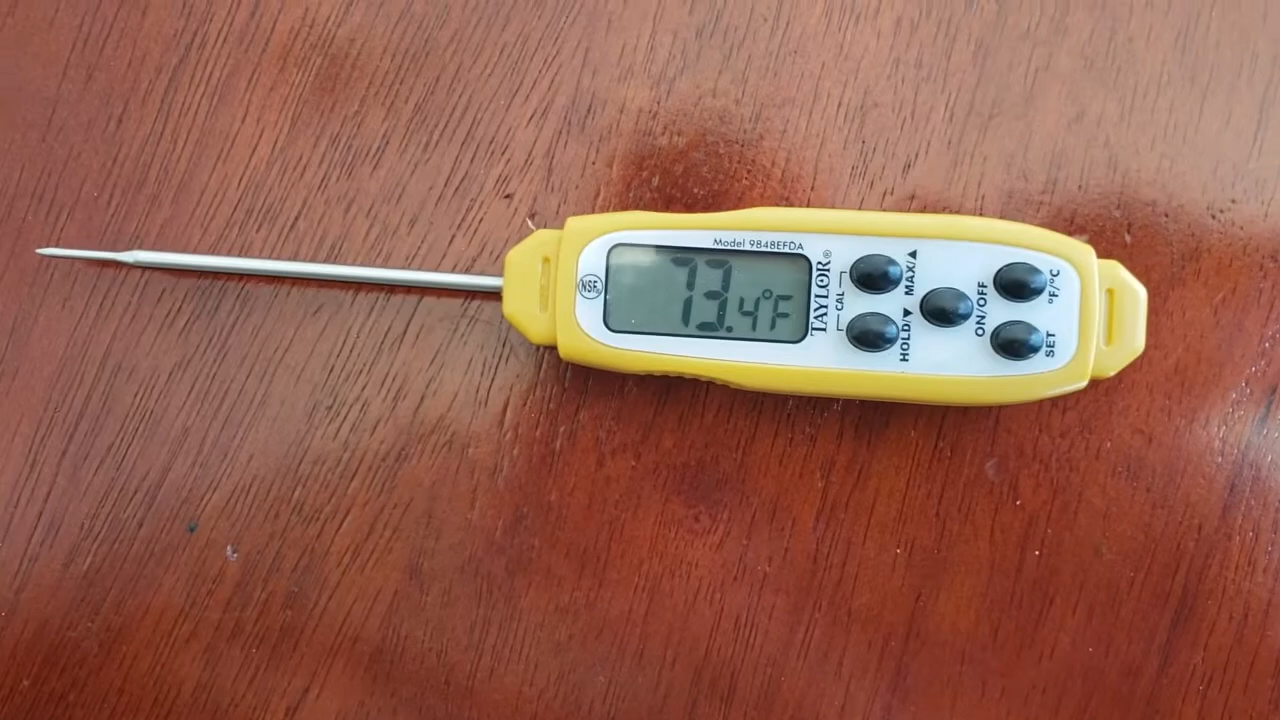 Model 9848EFDA
NSF®
73.4°F
TAYLOR®
CAL
MAX/▲
HOLD/▼
ON/OFF
°F/°C
SET